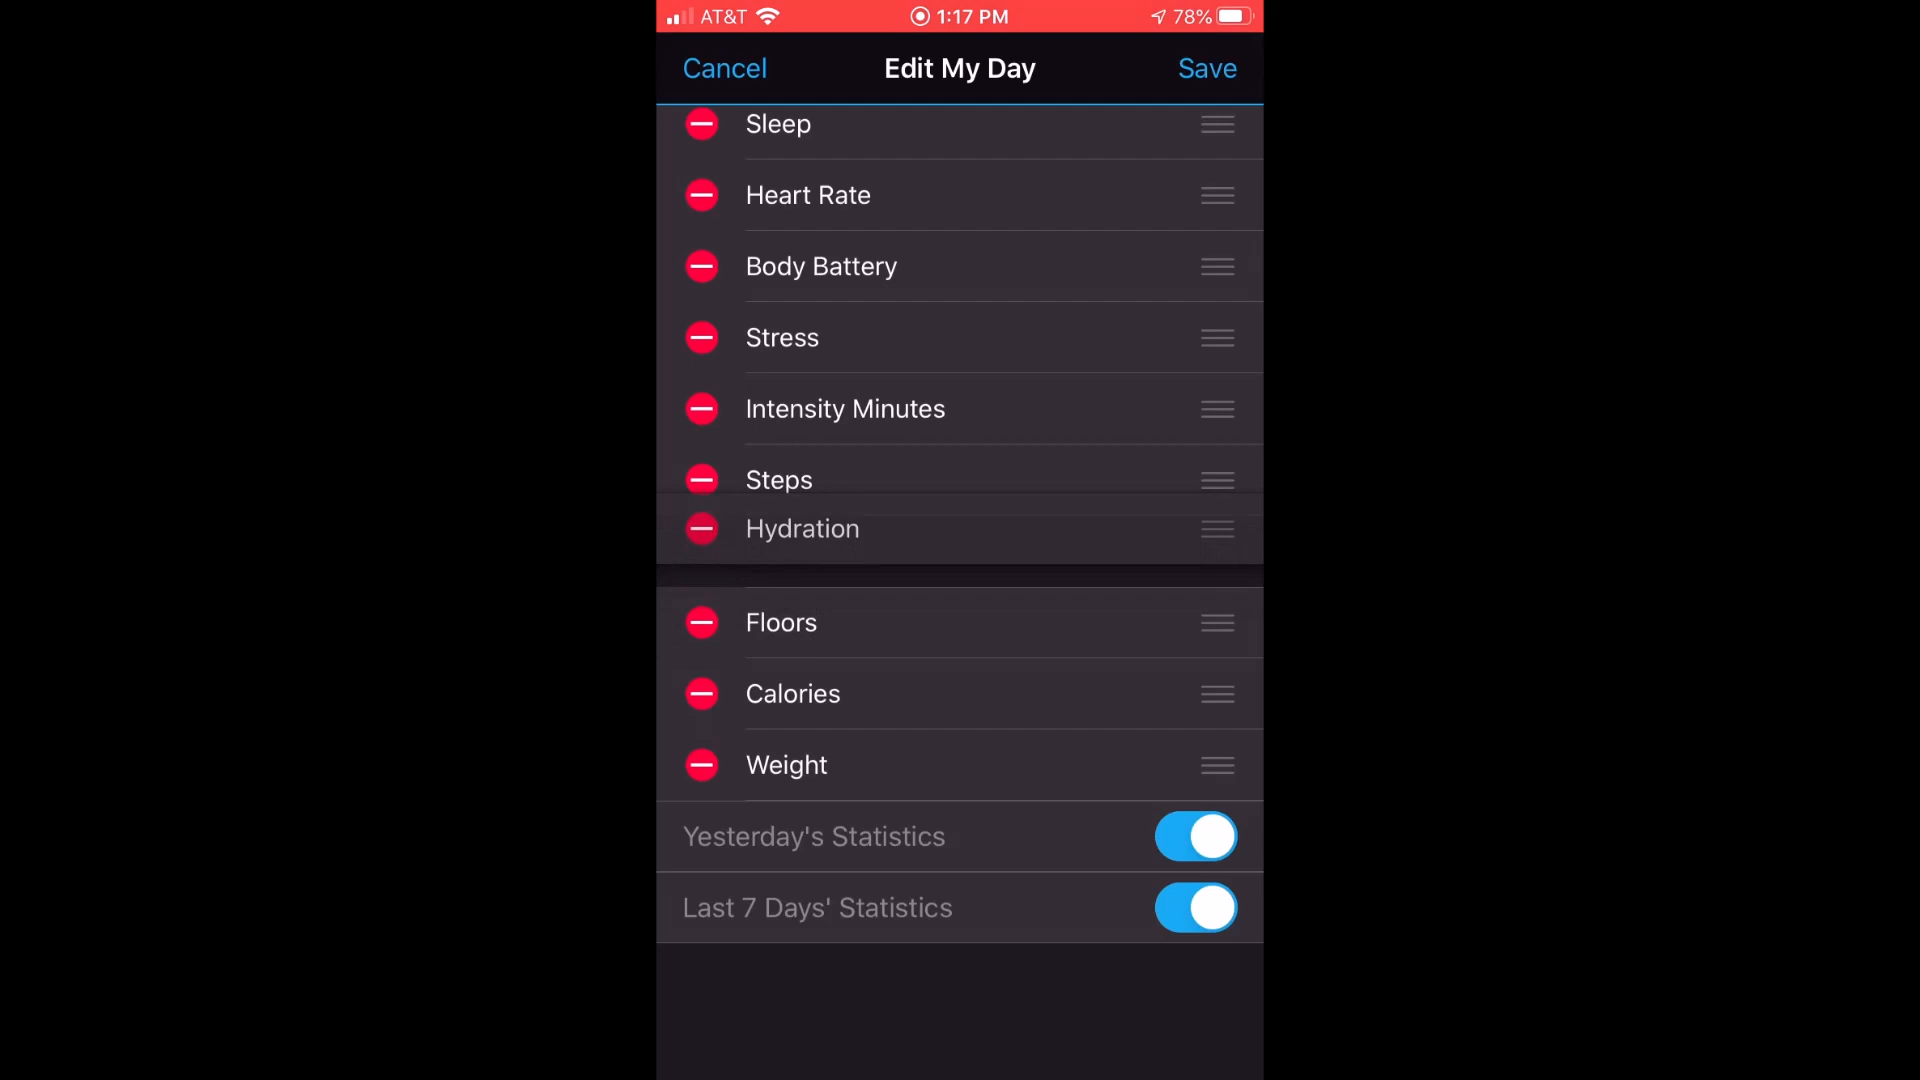 AT&T 1:17 PM 78%
Cancel Edit My Day Save
Sleep
Heart Rate
Body Battery
Stress
Intensity Minutes
Steps
Hydration
Floors
Calories
Weight
Yesterday's Statistics
Last 7 Days' Statistics